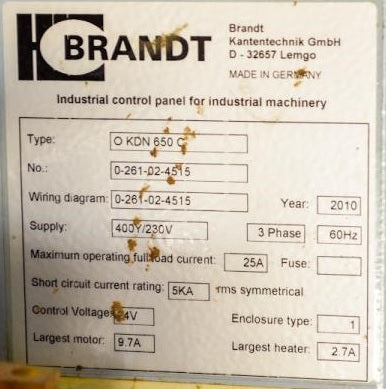 BRANDT
Brandt
Kantentechnik GmbH
D - 32657 Lemgo
MADE IN GERMANY
Industrial control panel for industrial machinery
Type: O KDN 650 C
No.: 0-261-02-4515
Wiring diagram: 0-261-02-4515 Year: 2010
Supply: 400Y/230V 3 Phase 60Hz
Maximum operating full load current: 25A Fuse:
Short circuit current rating: 5KA rms symmetrical
Control Voltage: 24V Enclosure type: 1
Largest motor: 9.7A Largest heater: 2.7A